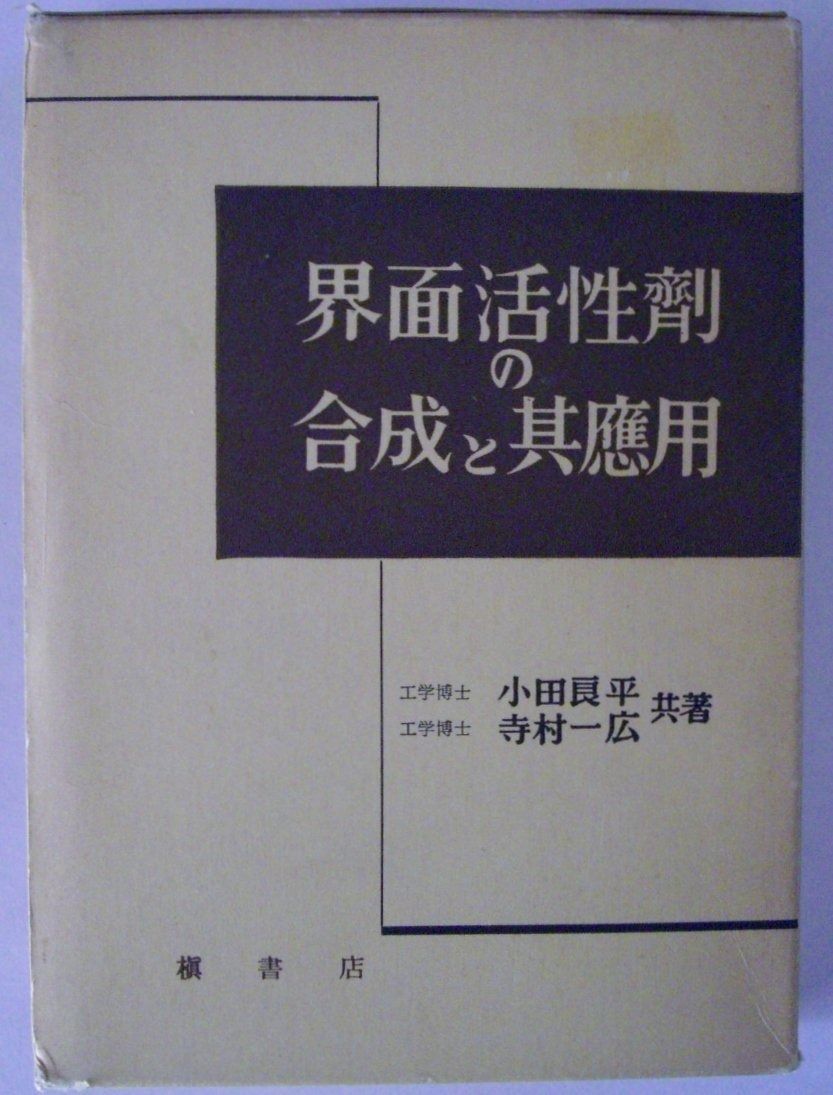 界面活性劑
の
合成と其應用
工学博士 小田良平
工学博士 寺村一広
共著
槇書店